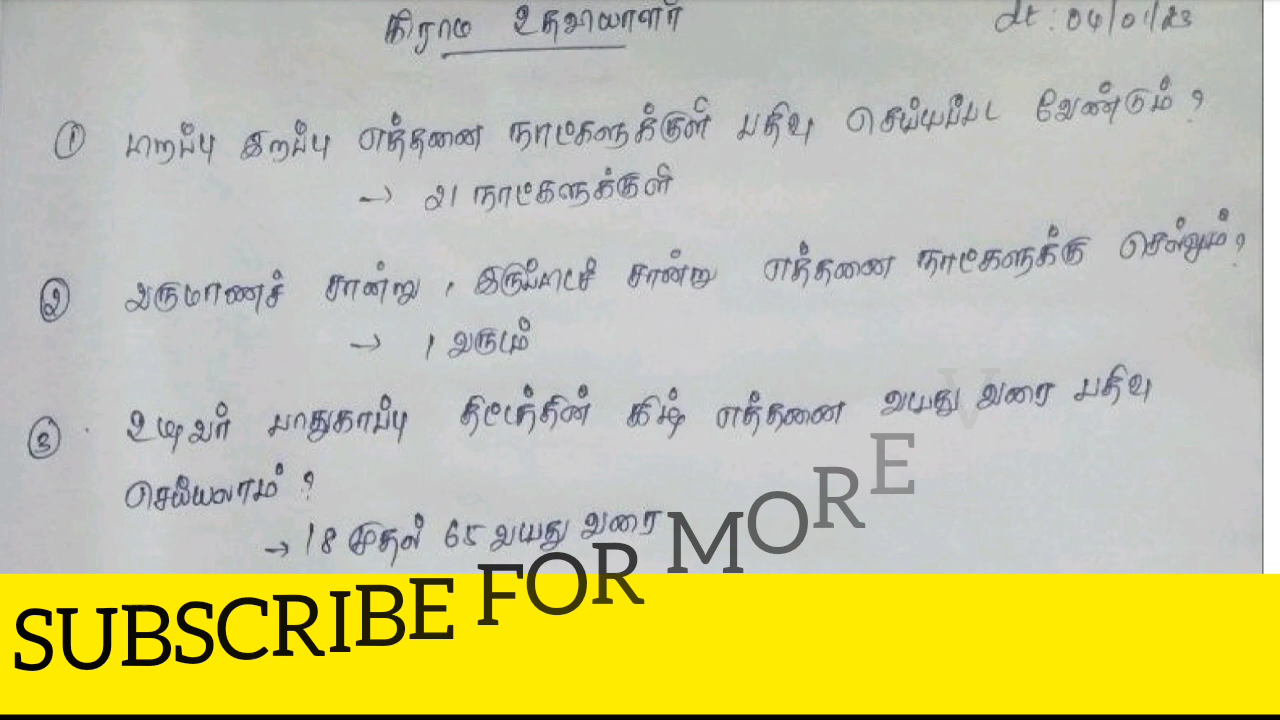 கிராம உதவியாளர்
dt : 04/01/23
① பிறப்பு இறப்பு எத்தனை நாட்களுக்குள் பதிவு செய்யப்பட வேண்டும் ?
→ 21 நாட்களுக்குள்
② வருமாணச் சான்று , இருப்பிடச் சான்று எத்தனை நாட்களுக்கு செல்லும் ?
→ 1 வருடம்
③ உழவர் பாதுகாப்பு திட்டத்தின் கிழ் எத்தனை வயது வரை பதிவு
செய்யலாம் ?
→ 18 முதல் 65 வயது வரை
SUBSCRIBE FOR MORE V